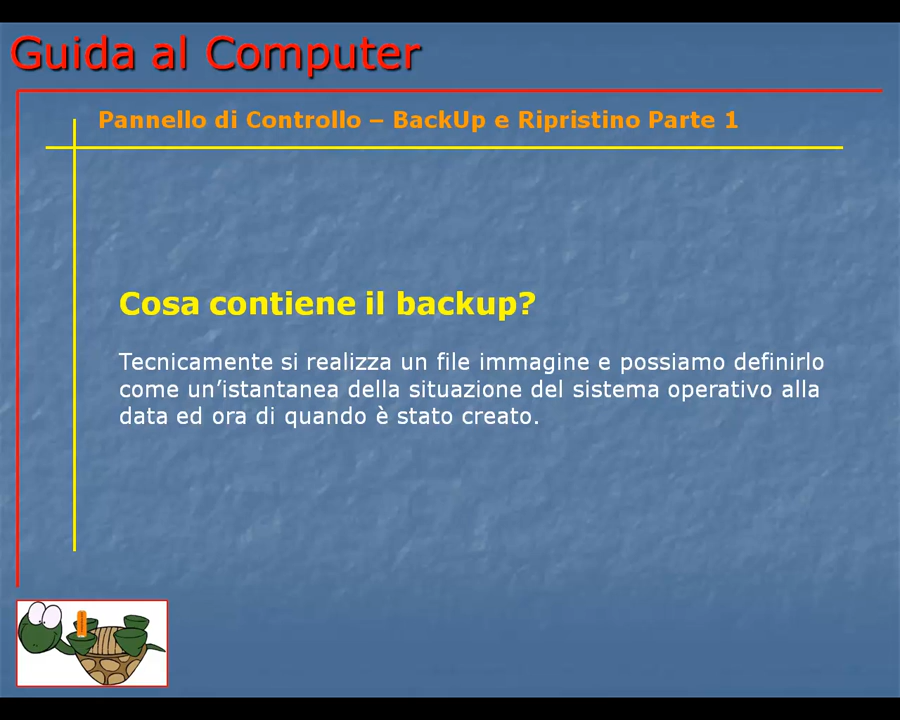 Guida al Computer
Pannello di Controllo – BackUp e Ripristino Parte 1
Cosa contiene il backup?
Tecnicamente si realizza un file immagine e possiamo definirlo
come un’istantanea della situazione del sistema operativo alla
data ed ora di quando è stato creato.